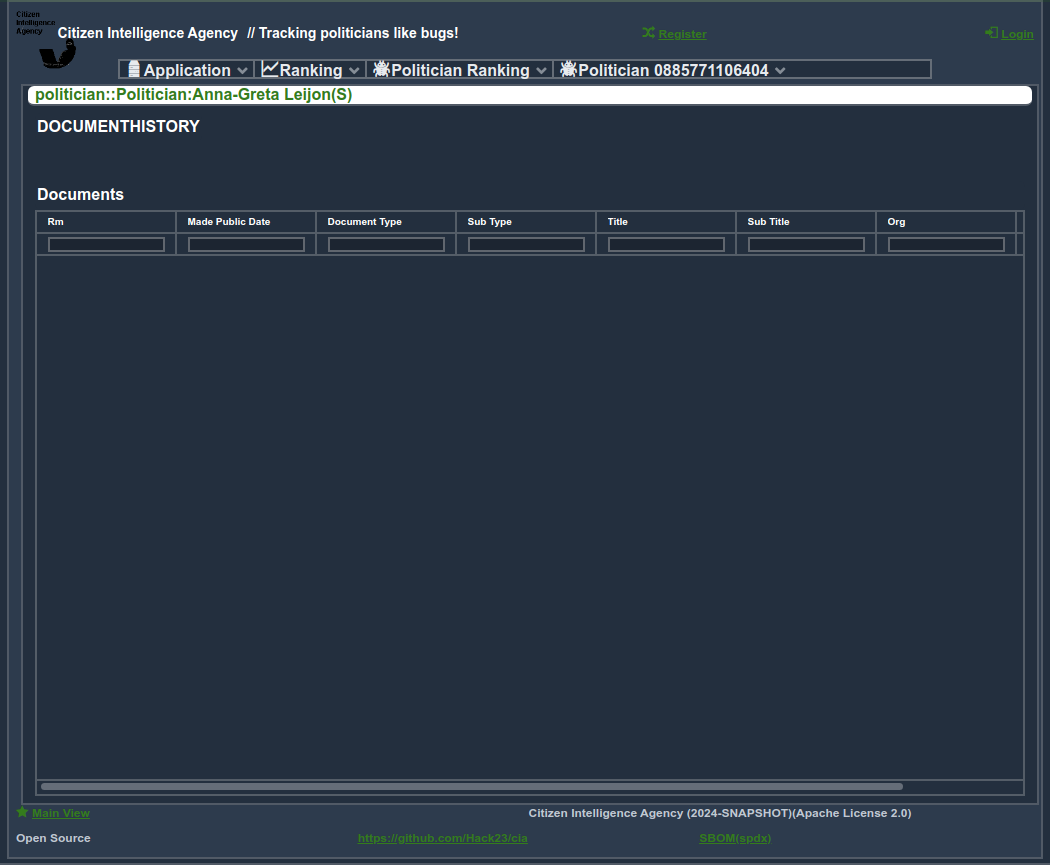 Citizen
Intelligence
Agency
Citizen Intelligence Agency // Tracking politicians like bugs!
Register
Login
Application
Ranking
Politician Ranking
Politician 0885771106404
politician::Politician:Anna-Greta Leijon(S)
DOCUMENTHISTORY
Documents
Rm
Made Public Date
Document Type
Sub Type
Title
Sub Title
Org
Main View
Citizen Intelligence Agency (2024-SNAPSHOT)(Apache License 2.0)
Open Source
https://github.com/Hack23/cia
SBOM(spdx)